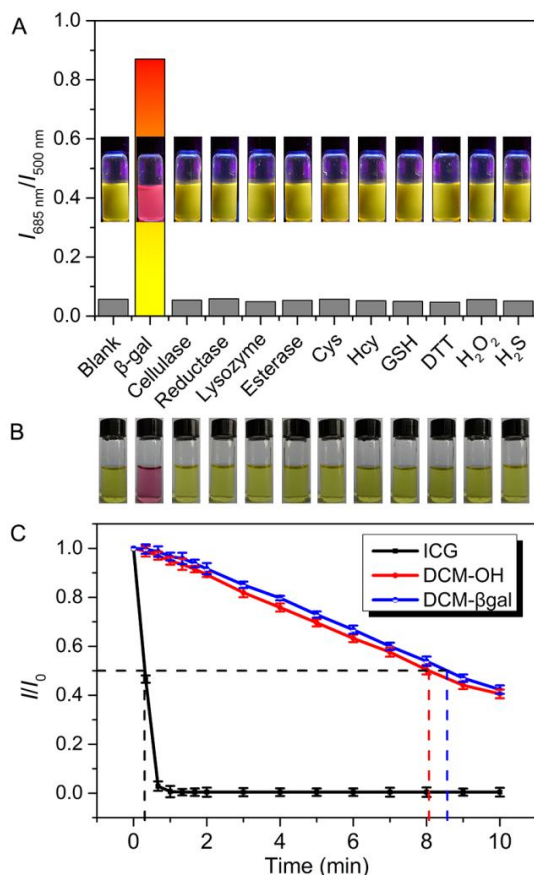 A
1.0
0.8
0.6
0.4
0.2
0.0
I685 nm/I500 nm
Blank
β-gal
Cellulase
Reductase
Lysozyme
Esterase
Cys
Hcy
GSH
DTT
H2O2
H2S
B
C
ICG
DCM-OH
DCM-βgal
1.0
0.8
0.6
0.4
0.2
0.0
I/I0
0
2
4
6
8
10
Time (min)